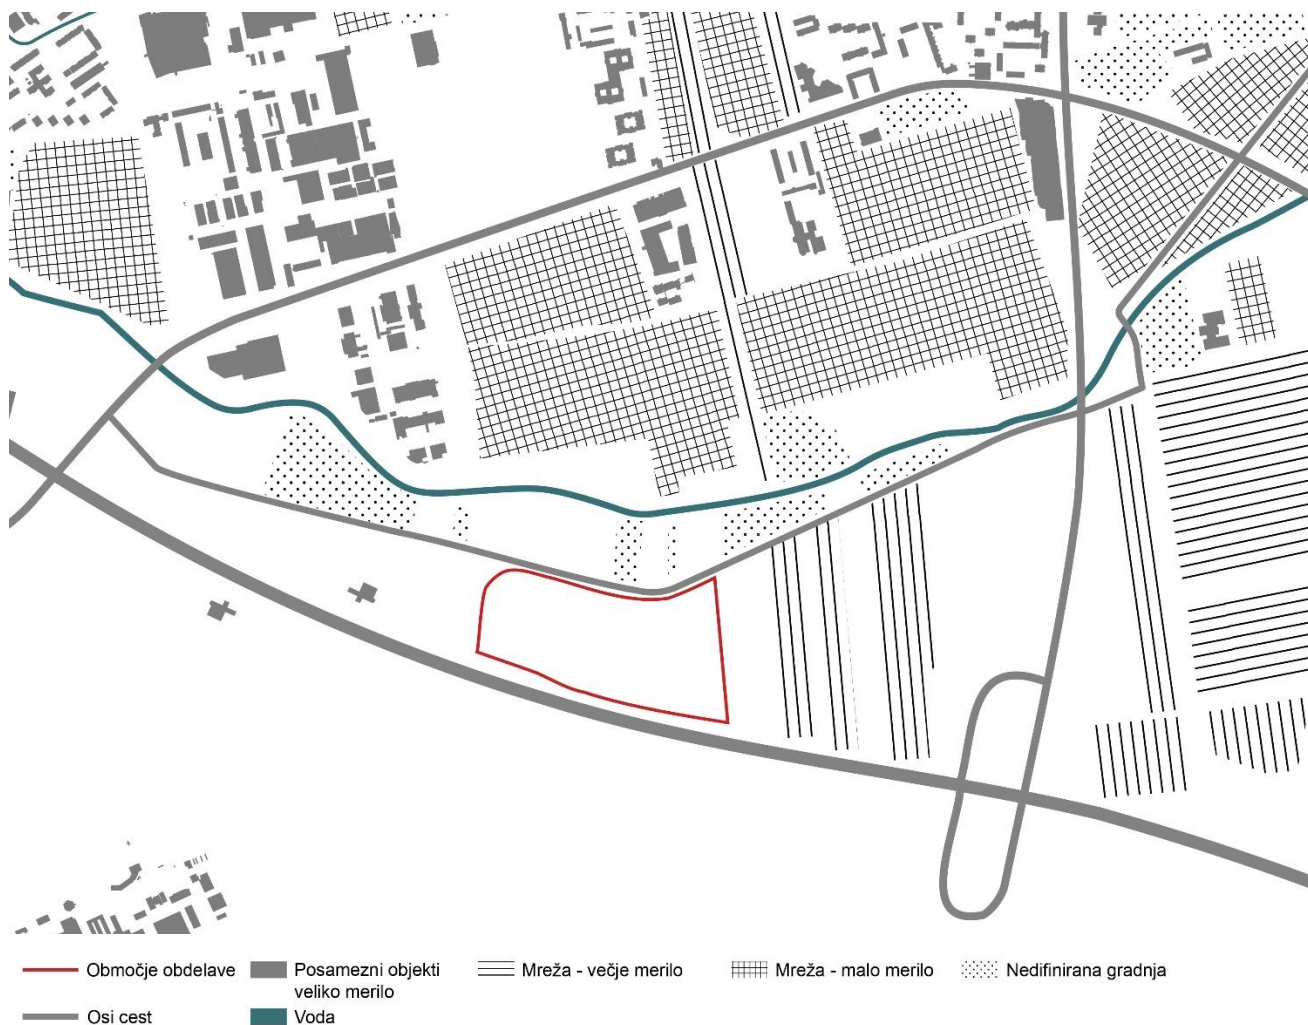 Območje obdelave
Posamezni objekti
veliko merilo
Mreža - večje merilo
Mreža - malo merilo
Nedifinirana gradnja
Osi cest
Voda